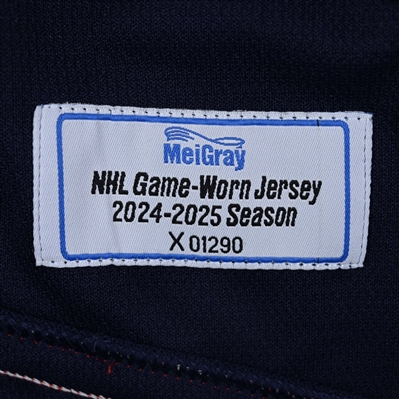 MeiGray
NHL Game-Worn Jersey
2024-2025 Season
X 01290